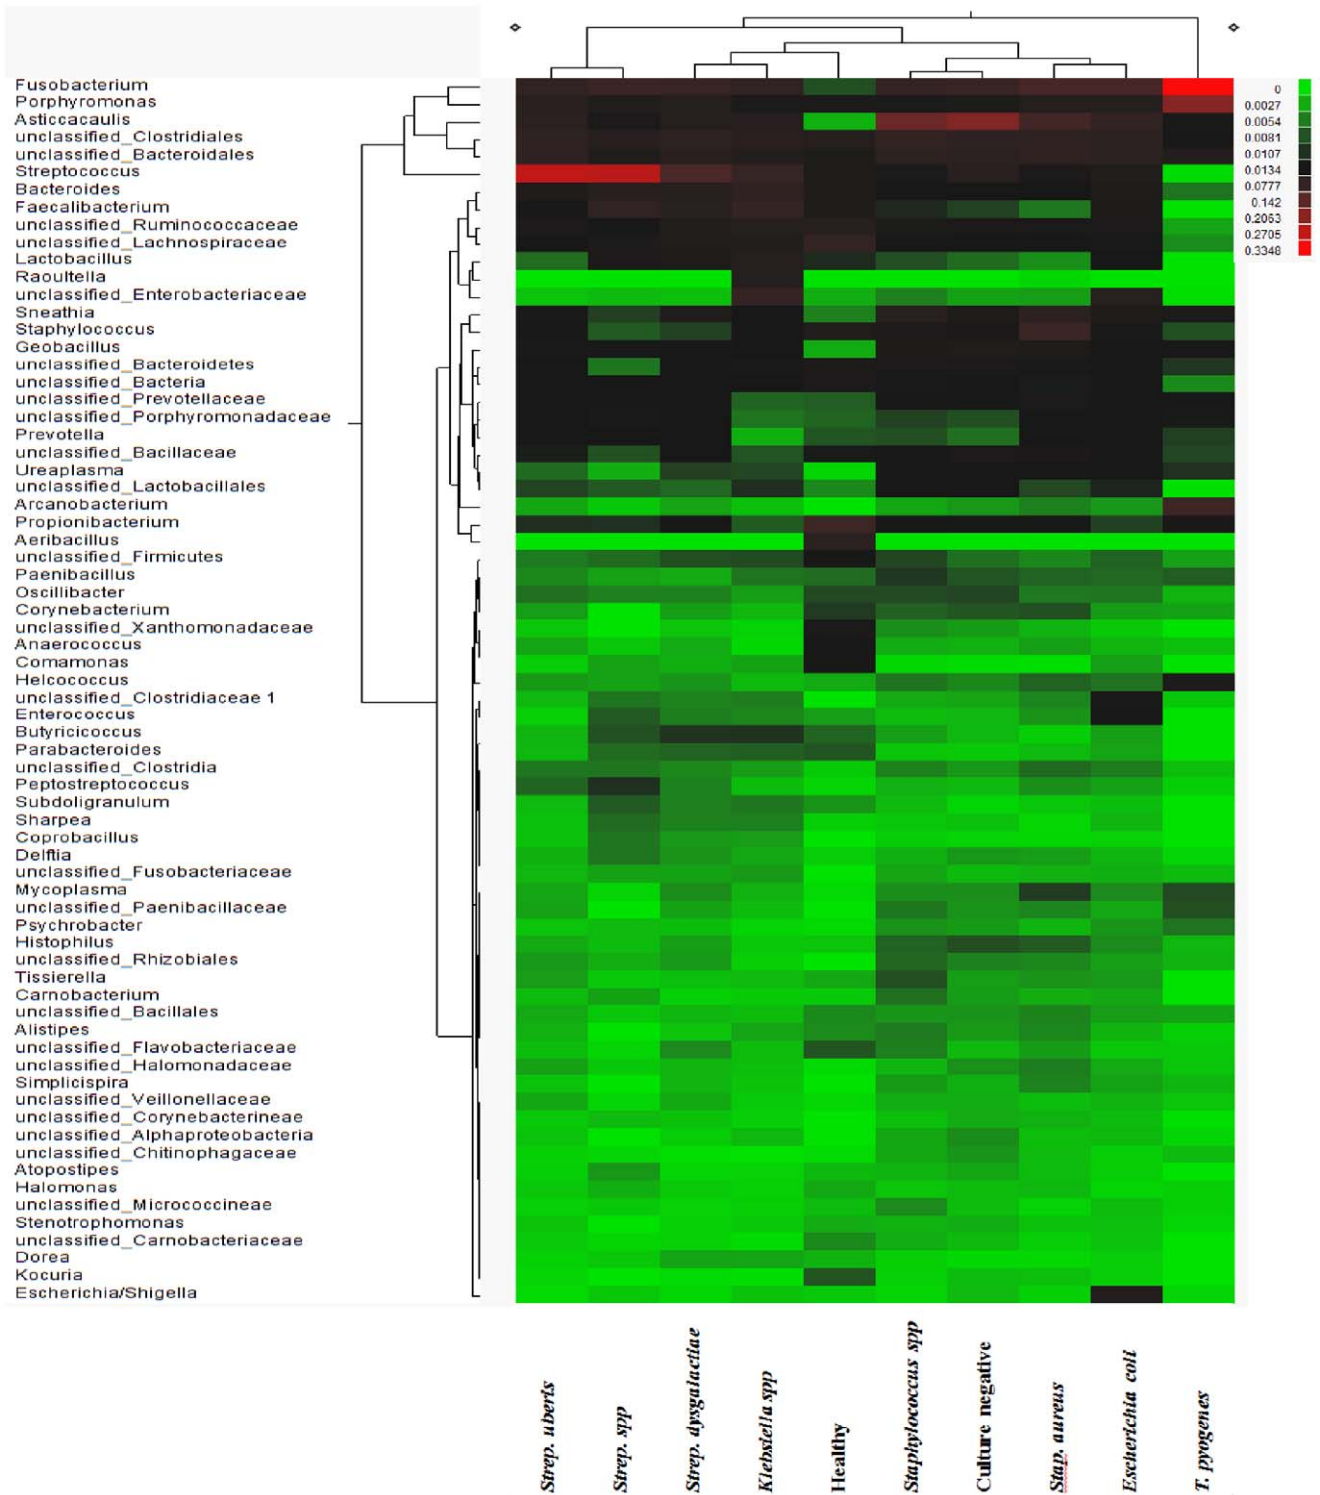 Fusobacterium
Porphyromonas
Asticcacaulis
unclassified_Clostridiales
unclassified_Bacteroidales
Streptococcus
Bacteroides
Faecalibacterium
unclassified_Ruminococcaceae
unclassified_Lachnospiraceae
Lactobacillus
Raoultella
unclassified_Enterobacteriaceae
Sneathia
Staphylococcus
Geobacillus
unclassified_Bacteroidetes
unclassified_Bacteria
unclassified_Prevotellaceae
unclassified_Porphyromonadaceae
Prevotella
unclassified_Bacillaceae
Ureaplasma
unclassified_Lactobacillales
Arcanobacterium
Propionibacterium
Aeribacillus
unclassified_Firmicutes
Paenibacillus
Oscillibacter
Corynebacterium
unclassified_Xanthomonadaceae
Anaerococcus
Comamonas
Helcococcus
unclassified_Clostridiaceae 1
Enterococcus
Butyricicoccus
Parabacteroides
unclassified_Clostridia
Peptostreptococcus
Subdoligranulum
Sharpea
Coprobacillus
Delftia
unclassified_Fusobacteriaceae
Mycoplasma
unclassified_Paenibacillaceae
Psychrobacter
Histophilus
unclassified_Rhizobiales
Tissierella
Carnobacterium
unclassified_Bacillales
Alistipes
unclassified_Flavobacteriaceae
unclassified_Halomonadaceae
Simplicispira
unclassified_Veillonellaceae
unclassified_Corynebacterineae
unclassified_Alphaproteobacteria
unclassified_Chitinophagaceae
Atopostipes
Halomonas
unclassified_Micrococcineae
Stenotrophomonas
unclassified_Carnobacteriaceae
Dorea
Kocuria
Escherichia/Shigella
0
0.0027
0.0054
0.0081
0.0107
0.0134
0.0777
0.142
0.2063
0.2705
0.3348
Strep. uberis
Strep. spp
Strep. dysgalactiae
Klebsiella spp
Healthy
Staphylococcus spp
Culture negative
Stap. aureus
Escherichia coli
T. pyogenes